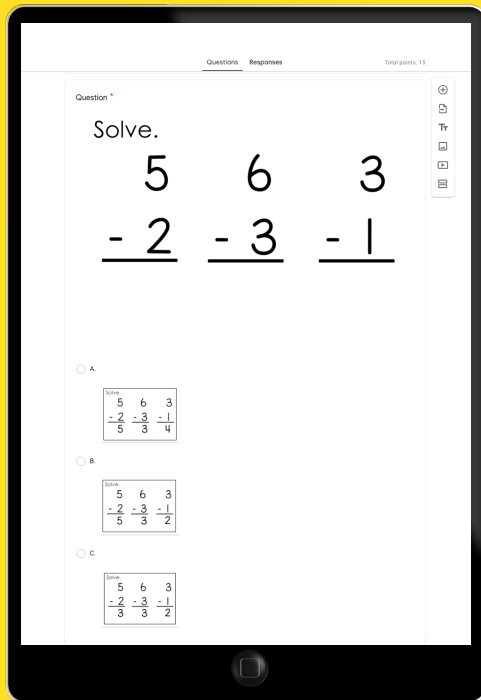 Questions Responses Total points: 15
Question *
Solve.
5 6 3
- 2 - 3 - 1
Tт
A.
Solve.
5 6 3
- 2 - 3 - 1
5 3 4
B.
Solve.
5 6 3
- 2 - 3 - 1
5 3 2
C.
Solve.
5 6 3
- 2 - 3 - 1
3 3 2